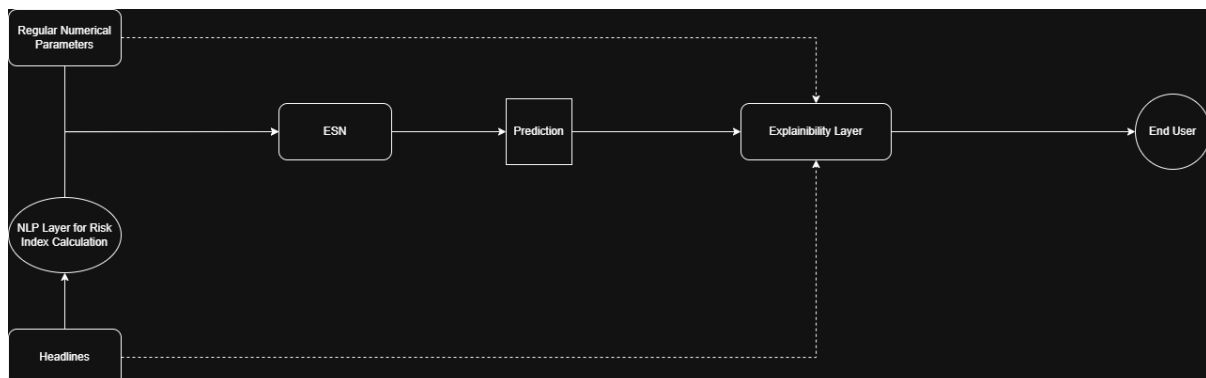 Regular Numerical
Parameters
ESN
Prediction
Explainibility Layer
End User
NLP Layer for Risk
Index Calculation
Headlines